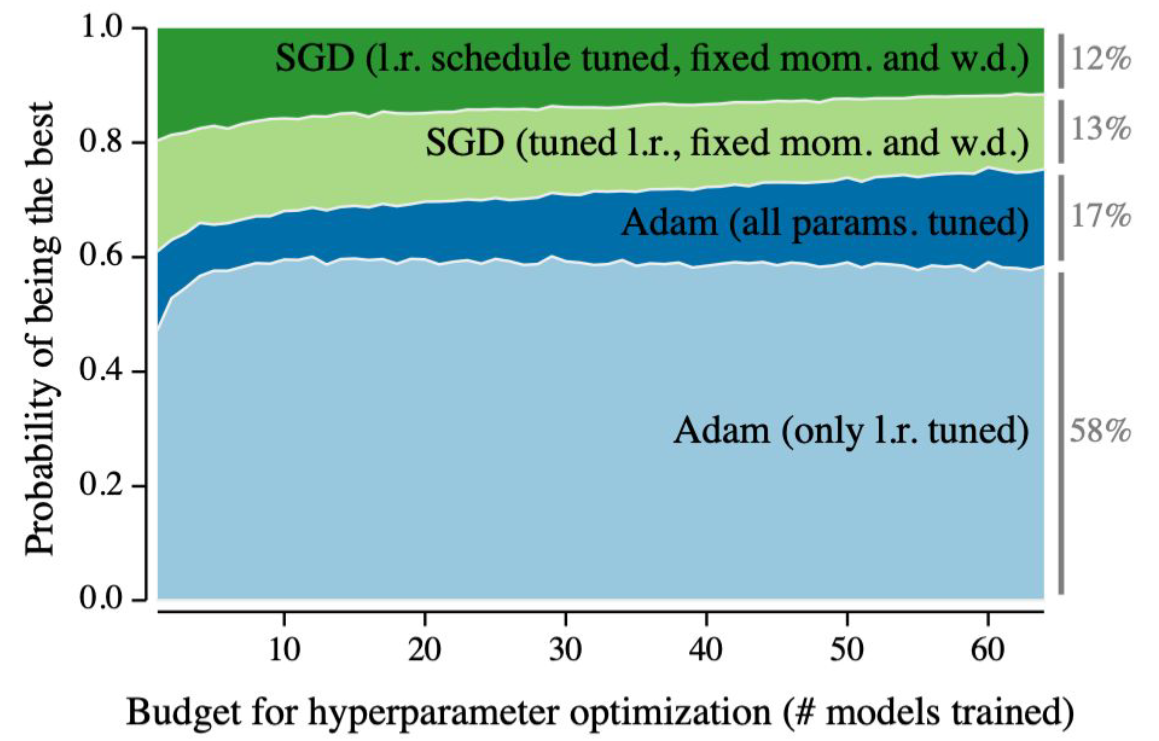 Probability of being the best
1.0
0.8
0.6
0.4
0.2
0.0
SGD (l.r. schedule tuned, fixed mom. and w.d.)
12%
SGD (tuned l.r., fixed mom. and w.d.)
13%
Adam (all params. tuned)
17%
Adam (only l.r. tuned)
58%
10 20 30 40 50 60
Budget for hyperparameter optimization (# models trained)